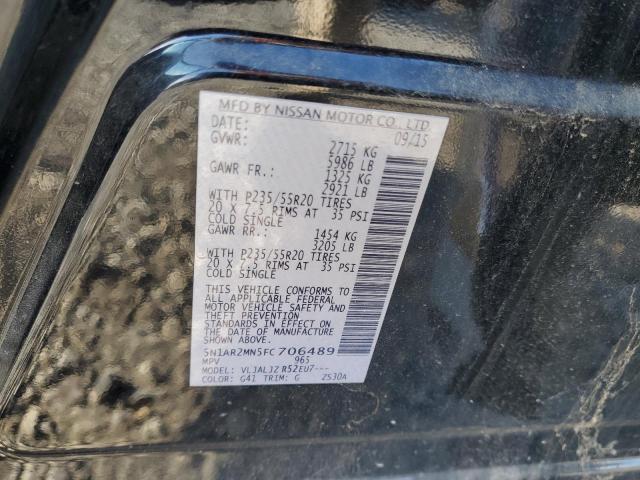 MFD BY NISSAN MOTOR CO., LTD
DATE: 09/15
GVWR: 2715 KG
5986 LB
GAWR FR.: 1325 KG
2921 LB
WITH P235/55R20 TIRES
20 X 7.5 RIMS AT 35 PSI
COLD SINGLE
GAWR RR.: 1454 KG
3205 LB
WITH P235/55R20 TIRES
20 X 7.5 RIMS AT 35 PSI
COLD SINGLE
THIS VEHICLE CONFORMS TO
ALL APPLICABLE FEDERAL
MOTOR VEHICLE SAFETY AND
THEFT PREVENTION
STANDARDS IN EFFECT ON
THE DATE OF MANUFACTURE
SHOWN ABOVE.
5N1AR2MN5FC706489
MPV 965
MODEL: VLJALJZ R52EU7---
COLOR: G41 TRIM: G 2530A